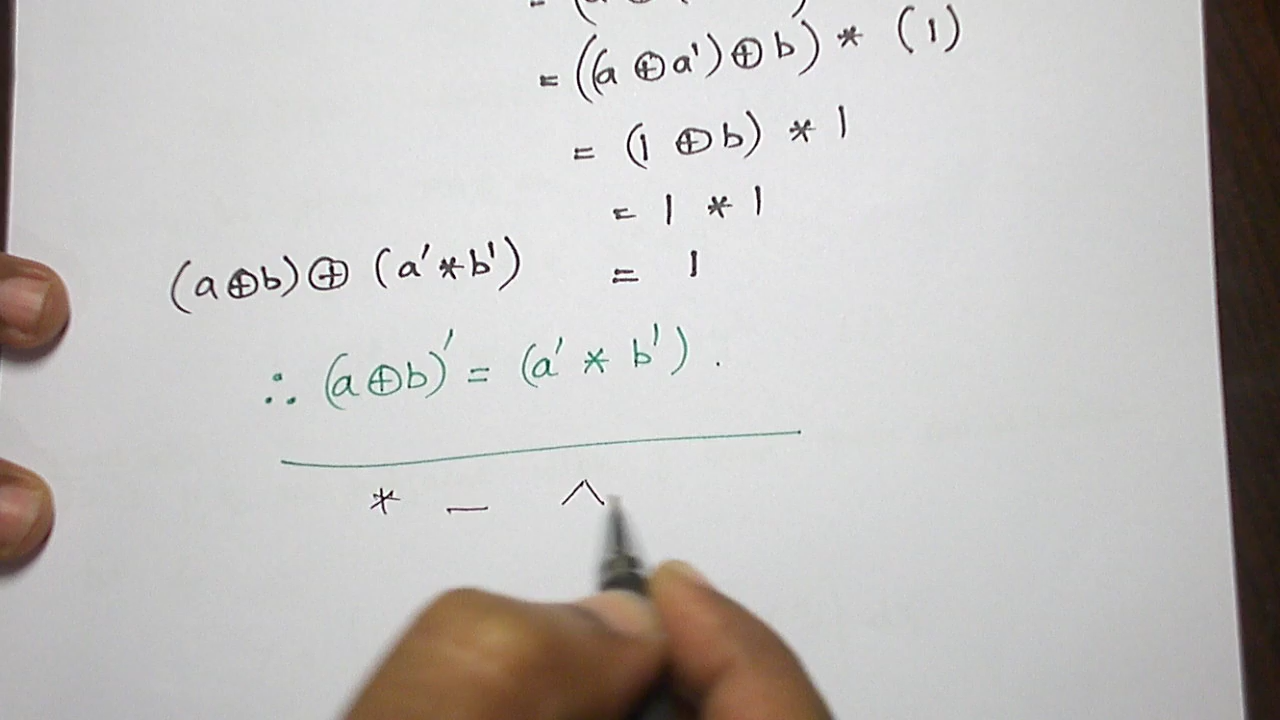 = ((a ⊕ a') ⊕ b) * (1)
= (1 ⊕ b) * 1
= 1 * 1
(a ⊕ b) ⊕ (a' * b') = 1
∴ (a ⊕ b)' = (a' * b') .
* — ∧